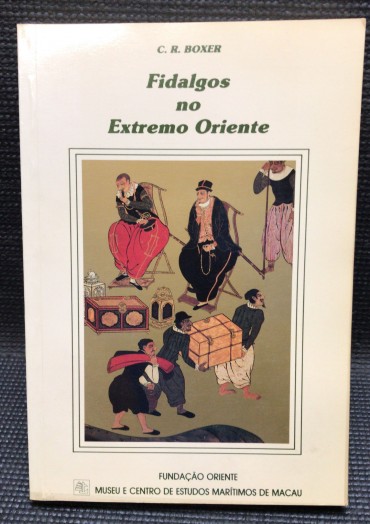 C. R. BOXER
Fidalgos
no
Extremo Oriente
FUNDAÇÃO ORIENTE
MUSEU E CENTRO DE ESTUDOS MARÍTIMOS DE MACAU